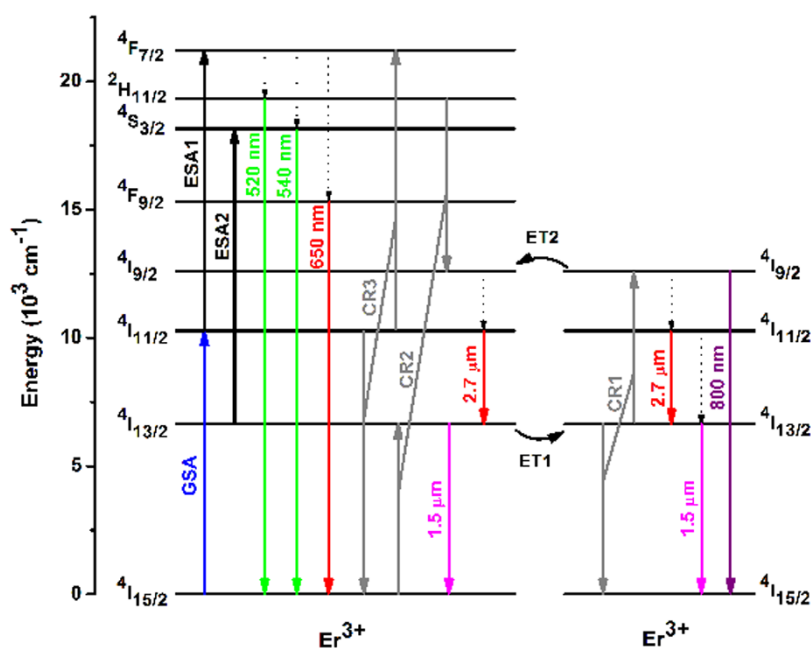 Energy (10³ cm⁻¹)
20
15
10
5
0
⁴F₇/₂
²H₁₁/₂
⁴S₃/₂
⁴F₉/₂
⁴I₉/₂
⁴I₁₁/₂
⁴I₁₃/₂
⁴I₁₅/₂
GSA
ESA1
ESA2
520 nm
540 nm
650 nm
CR3
CR2
1.5 μm
2.7 μm
ET2
ET1
CR1
2.7 μm
1.5 μm
800 nm
⁴I₉/₂
⁴I₁₁/₂
⁴I₁₃/₂
⁴I₁₅/₂
Er³⁺
Er³⁺